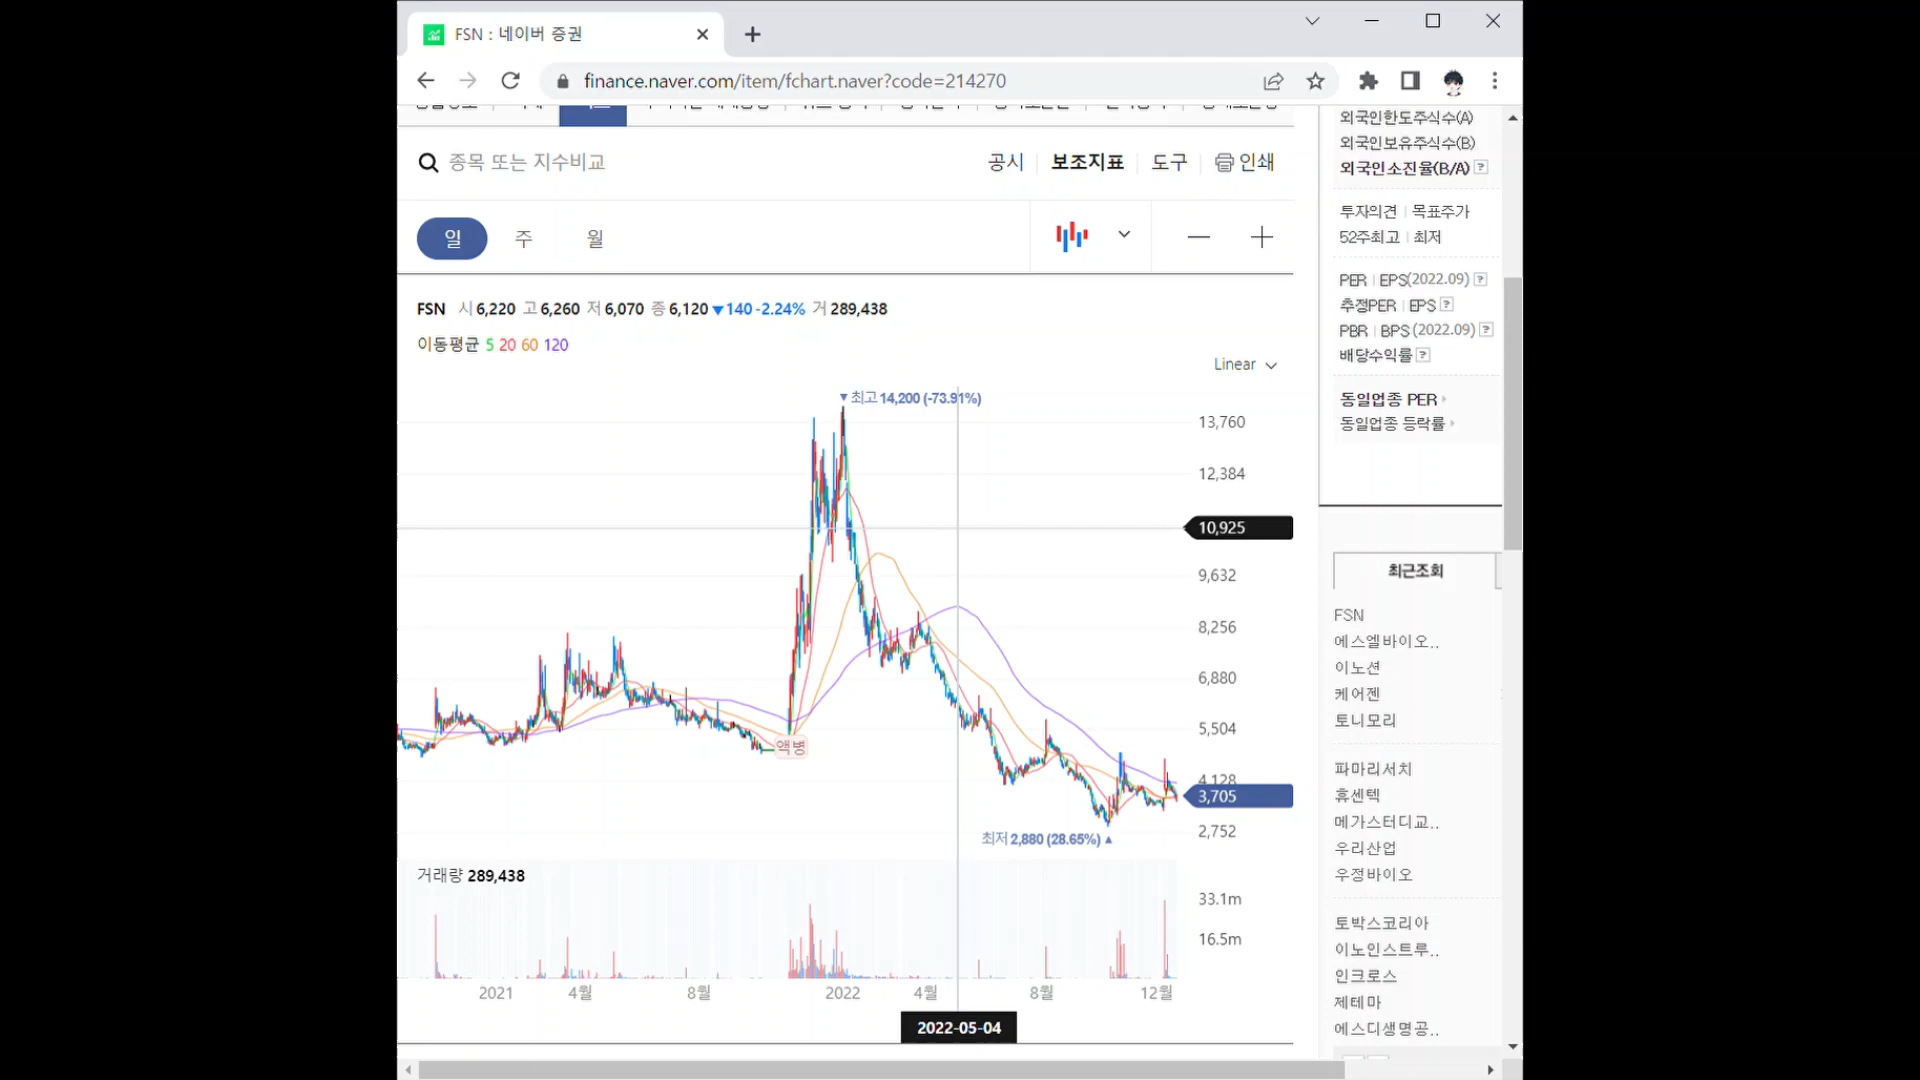 FSN : 네이버 증권
finance.naver.com/item/fchart.naver?code=214270
종목 또는 지수비교
공시 보조지표 도구 인쇄
일 주 월
FSN 시 6,220 고 6,260 저 6,070 종 6,120 ▼140 -2.24% 거 289,438
이동평균 5 20 60 120
Linear
▼최고 14,200 (-73.91%)
13,760
12,384
10,925
9,632
8,256
6,880
5,504
4,128
3,705
2,752
액병
최저 2,880 (28.65%) ▲
거래량 289,438
33.1m
16.5m
2021 4월 8월 2022 4월 8월 12월
2022-05-04
외국인한도주식수(A)
외국인보유주식수(B)
외국인소진율(B/A) ?
투자의견 | 목표주가
52주최고 | 최저
PER | EPS(2022.09) ?
추정PER | EPS ?
PBR | BPS (2022.09) ?
배당수익률 ?
동일업종 PER
동일업종 등락률
최근조회
FSN
에스엘바이오..
이노션
케어젠
토니모리
파마리서치
휴센텍
메가스터디교..
우리산업
우정바이오
토박스코리아
이노인스트루..
인크로스
제테마
에스디생명공..